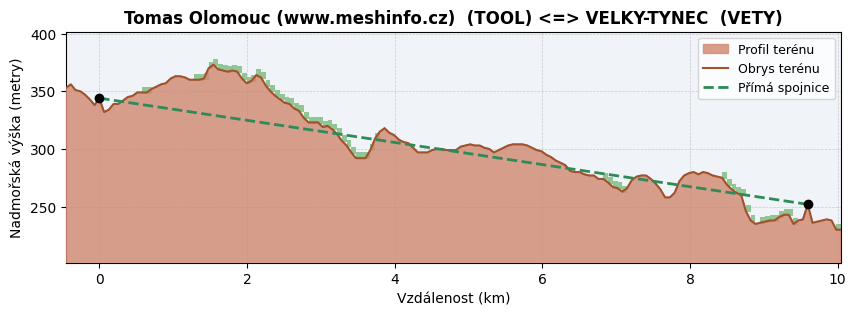 Tomas Olomouc (www.meshinfo.cz)  (TOOL) <=> VELKY-TYNEC  (VETY)
400
350
300
250
Nadmořská výška (metry)
Profil terénu
Obrys terénu
Přímá spojnice
0
2
4
6
8
10
Vzdálenost (km)